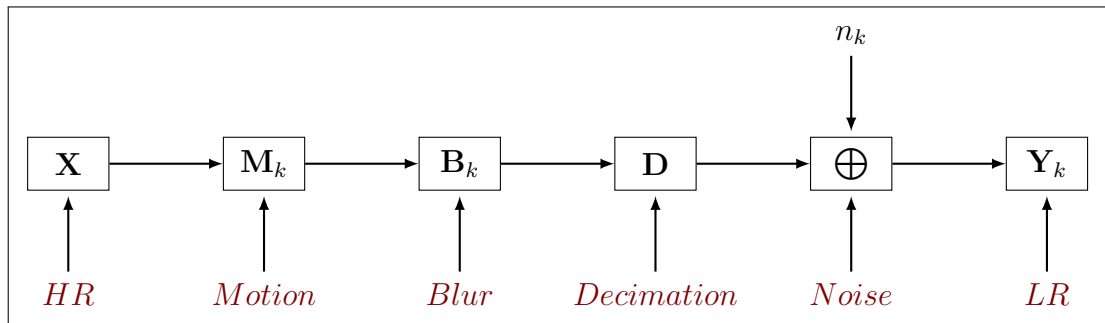 n_k
X M_k B_k D ⊕ Y_k
HR Motion Blur Decimation Noise LR